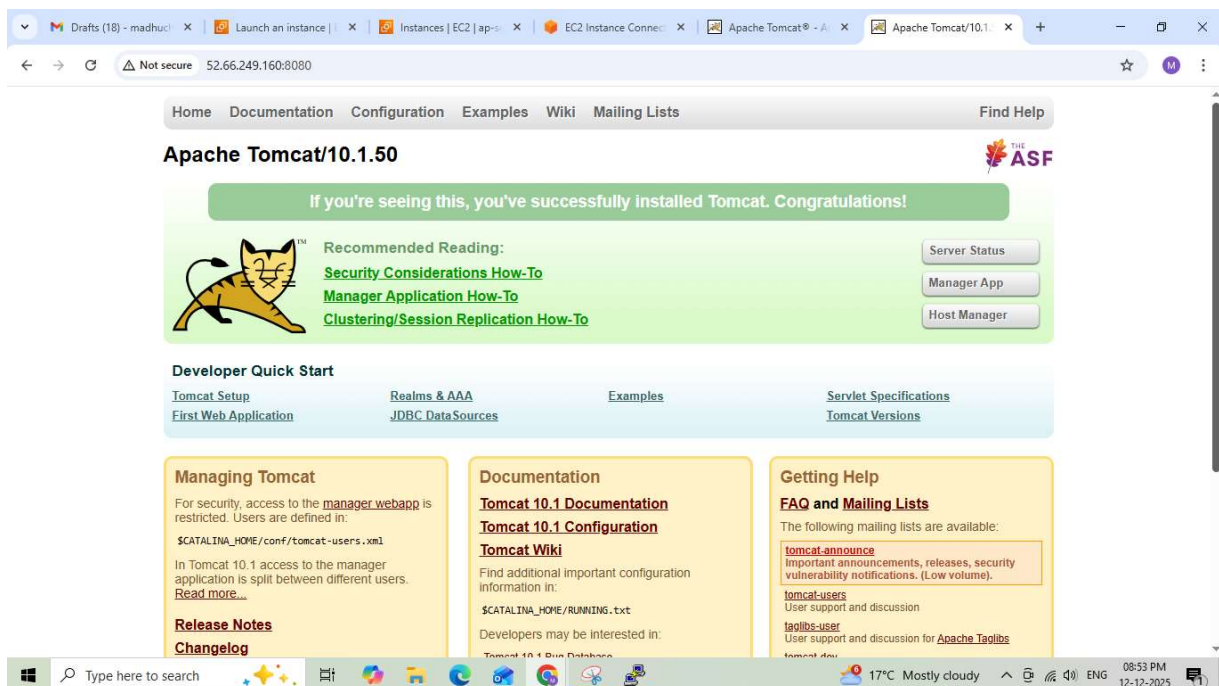 Drafts (18) - madhuc
Launch an instance |
Instances | EC2 | ap-s
EC2 Instance Connec
Apache Tomcat® - A
Apache Tomcat/10.1.
Not secure 52.66.249.160:8080
M
Home Documentation Configuration Examples Wiki Mailing Lists Find Help
Apache Tomcat/10.1.50
THE
ASF
If you're seeing this, you've successfully installed Tomcat. Congratulations!
TM
Recommended Reading:
Security Considerations How-To
Manager Application How-To
Clustering/Session Replication How-To
Server Status
Manager App
Host Manager
Developer Quick Start
Tomcat Setup
First Web Application
Realms & AAA
JDBC DataSources
Examples
Servlet Specifications
Tomcat Versions
Managing Tomcat
For security, access to the manager webapp is
restricted. Users are defined in:
$CATALINA_HOME/conf/tomcat-users.xml
In Tomcat 10.1 access to the manager
application is split between different users.
Read more...
Release Notes
Changelog
Documentation
Tomcat 10.1 Documentation
Tomcat 10.1 Configuration
Tomcat Wiki
Find additional important configuration
information in:
$CATALINA_HOME/RUNNING.txt
Developers may be interested in:
Tomcat 10.1 Bug Database
Getting Help
FAQ and Mailing Lists
The following mailing lists are available:
tomcat-announce
Important announcements, releases, security
vulnerability notifications. (Low volume).
tomcat-users
User support and discussion
taglibs-user
User support and discussion for Apache Taglibs
tomcat-dev
Type here to search
17°C Mostly cloudy
ENG
08:53 PM
12-12-2025